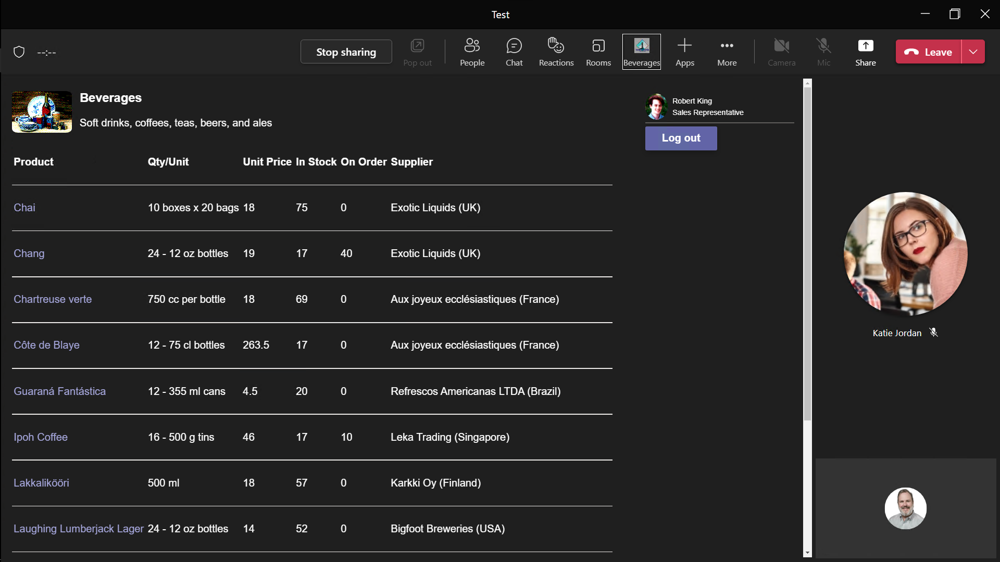 Test
--:--
Stop sharing
Pop out
People
Chat
Reactions
Rooms
Beverages
Apps
More
Camera
Mic
Share
Leave
Beverages
Soft drinks, coffees, teas, beers, and ales
Robert King
Sales Representative
Log out
Product Qty/Unit Unit Price In Stock On Order Supplier
Chai 10 boxes x 20 bags 18 75 0 Exotic Liquids (UK)
Chang 24 - 12 oz bottles 19 17 40 Exotic Liquids (UK)
Chartreuse verte 750 cc per bottle 18 69 0 Aux joyeux ecclésiastiques (France)
Côte de Blaye 12 - 75 cl bottles 263.5 17 0 Aux joyeux ecclésiastiques (France)
Guaraná Fantástica 12 - 355 ml cans 4.5 20 0 Refrescos Americanas LTDA (Brazil)
Ipoh Coffee 16 - 500 g tins 46 17 10 Leka Trading (Singapore)
Lakkalikööri 500 ml 18 57 0 Karkki Oy (Finland)
Laughing Lumberjack Lager 24 - 12 oz bottles 14 52 0 Bigfoot Breweries (USA)
Katie Jordan